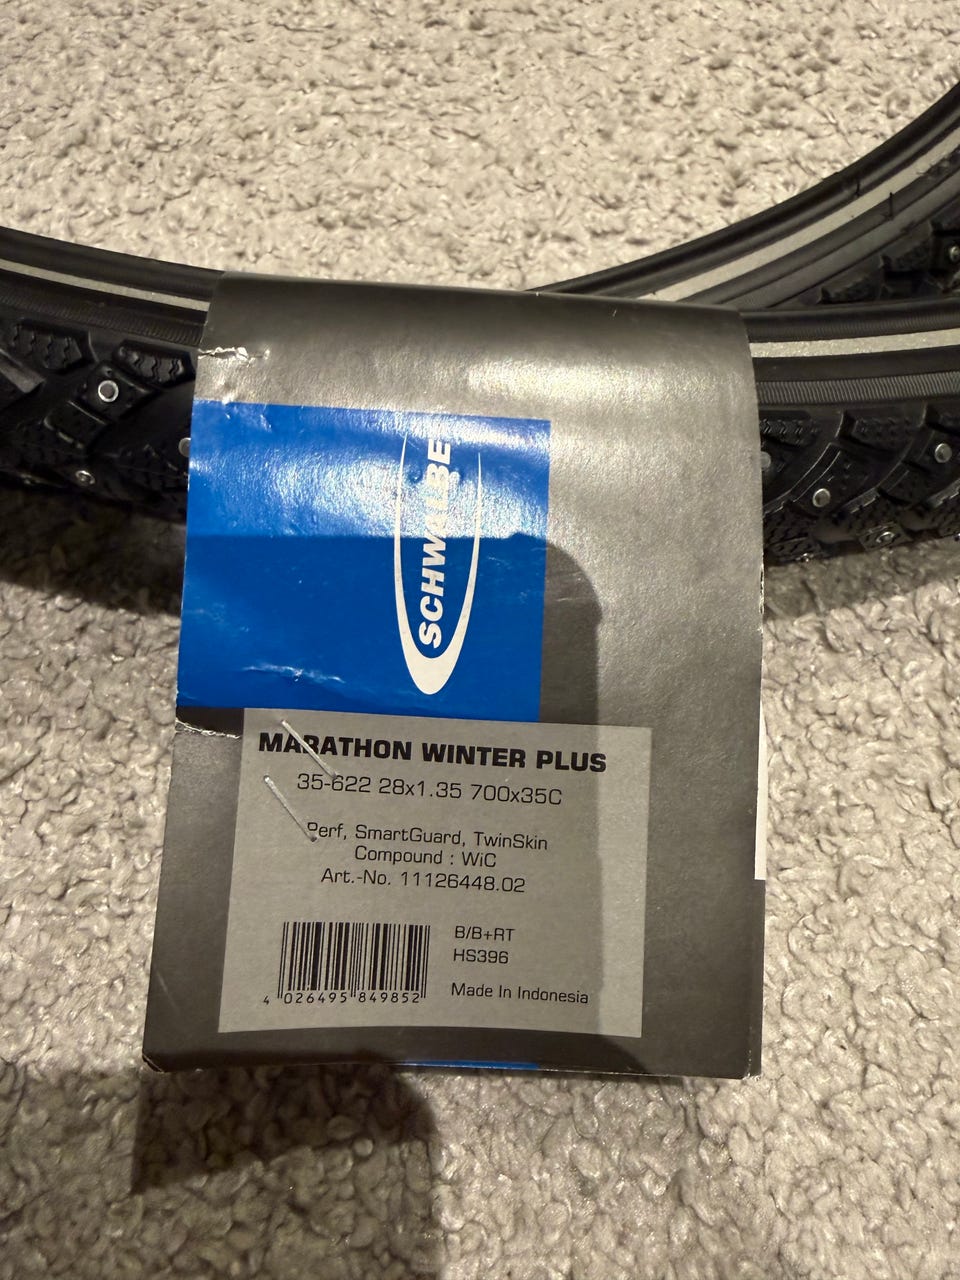 SCHWALBE
MARATHON WINTER PLUS
35-622 28x1.35 700x35C
Perf, SmartGuard, TwinSkin
Compound : WiC
Art.-No. 11126448.02
B/B+RT
HS396
Made In Indonesia
4 026495 849852